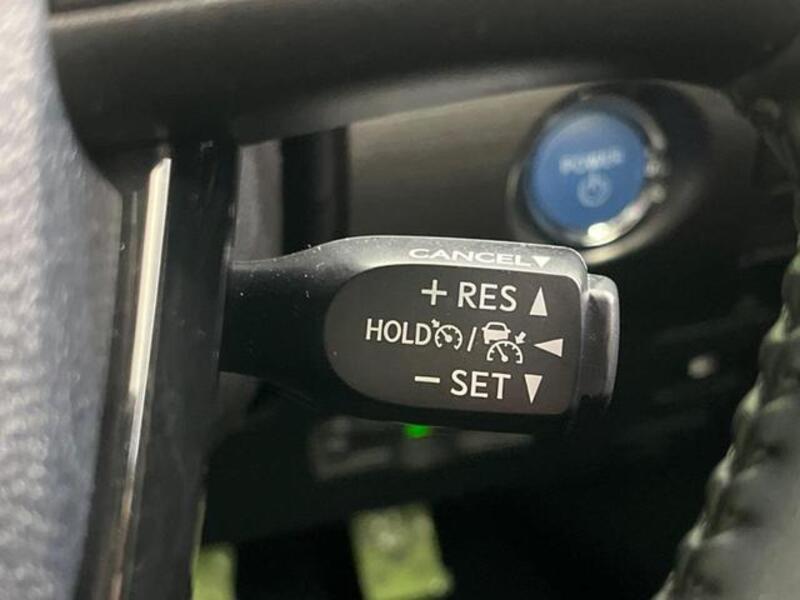 POWER
CANCEL▼
+ RES ▲
HOLD / ◄
− SET ▼